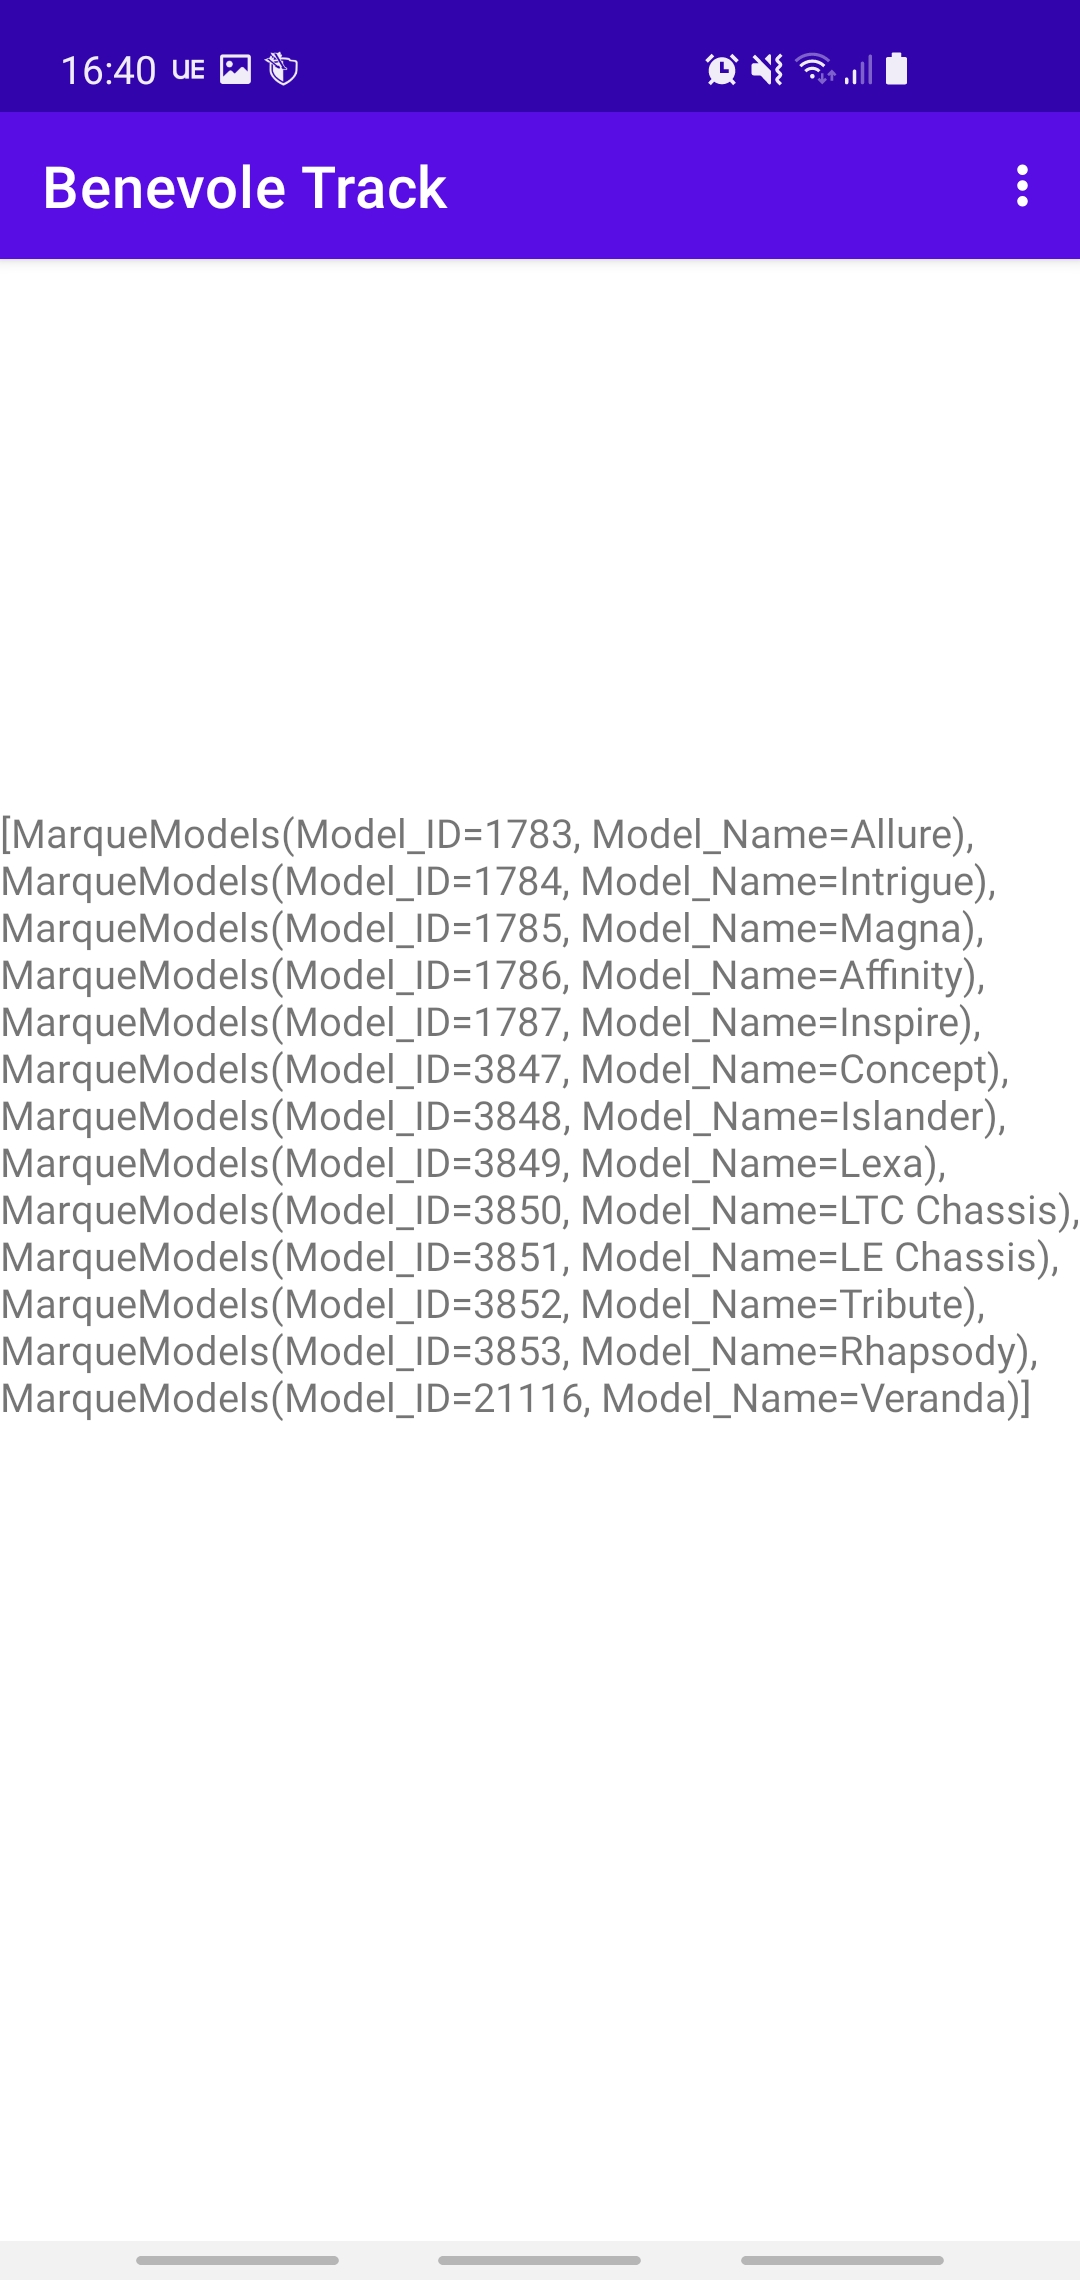 16:40 UE
Benevole Track
[MarqueModels(Model_ID=1783, Model_Name=Allure),
MarqueModels(Model_ID=1784, Model_Name=Intrigue),
MarqueModels(Model_ID=1785, Model_Name=Magna),
MarqueModels(Model_ID=1786, Model_Name=Affinity),
MarqueModels(Model_ID=1787, Model_Name=Inspire),
MarqueModels(Model_ID=3847, Model_Name=Concept),
MarqueModels(Model_ID=3848, Model_Name=Islander),
MarqueModels(Model_ID=3849, Model_Name=Lexa),
MarqueModels(Model_ID=3850, Model_Name=LTC Chassis),
MarqueModels(Model_ID=3851, Model_Name=LE Chassis),
MarqueModels(Model_ID=3852, Model_Name=Tribute),
MarqueModels(Model_ID=3853, Model_Name=Rhapsody),
MarqueModels(Model_ID=21116, Model_Name=Veranda)]